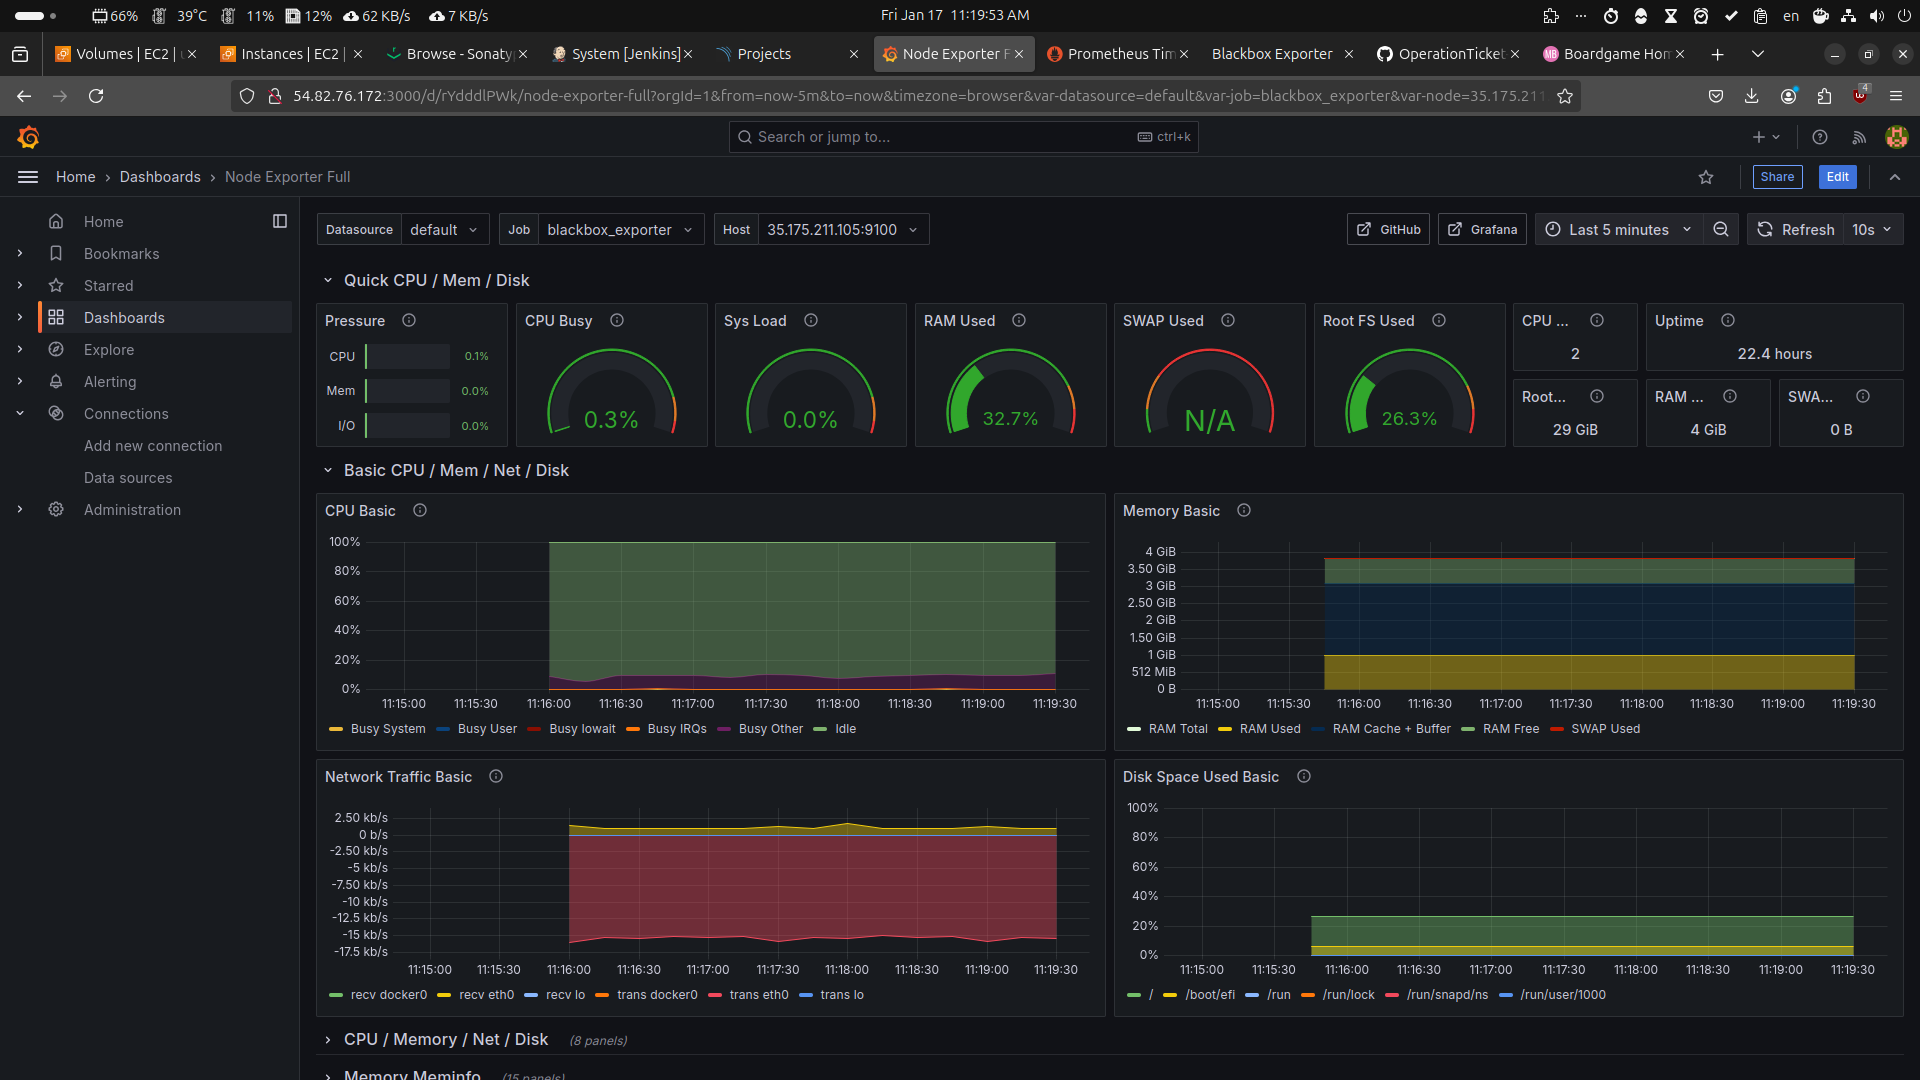 66% 39°C 11% 12% 62 KB/s 7 KB/s Fri Jan 17 11:19:53 AM en
Volumes | EC2 | Instances | EC2 | Browse - Sonaty System [Jenkins] Projects Node Exporter F Prometheus Tim Blackbox Exporter OperationTicket Boardgame Hom
54.82.76.172:3000/d/rYdddlPWk/node-exporter-full?orgId=1&from=now-5m&to=now&timezone=browser&var-datasource=default&var-job=blackbox_exporter&var-node=35.175.211 4
Search or jump to... ctrl+k
Home › Dashboards › Node Exporter Full Share Edit
Home
Bookmarks
Starred
Dashboards
Explore
Alerting
Connections
Add new connection
Data sources
Administration
Datasource default Job blackbox_exporter Host 35.175.211.105:9100 GitHub Grafana Last 5 minutes Refresh 10s
Quick CPU / Mem / Disk
Pressure
CPU 0.1%
Mem 0.0%
I/O 0.0%
CPU Busy
0.3%
Sys Load
0.0%
RAM Used
32.7%
SWAP Used
N/A
Root FS Used
26.3%
CPU ...
2
Uptime
22.4 hours
Root...
29 GiB
RAM ...
4 GiB
SWA...
0 B
Basic CPU / Mem / Net / Disk
CPU Basic
100%
80%
60%
40%
20%
0%
11:15:00 11:15:30 11:16:00 11:16:30 11:17:00 11:17:30 11:18:00 11:18:30 11:19:00 11:19:30
Busy System Busy User Busy Iowait Busy IRQs Busy Other Idle
Memory Basic
4 GiB
3.50 GiB
3 GiB
2.50 GiB
2 GiB
1.50 GiB
1 GiB
512 MiB
0 B
11:15:00 11:15:30 11:16:00 11:16:30 11:17:00 11:17:30 11:18:00 11:18:30 11:19:00 11:19:30
RAM Total RAM Used RAM Cache + Buffer RAM Free SWAP Used
Network Traffic Basic
2.50 kb/s
0 b/s
-2.50 kb/s
-5 kb/s
-7.50 kb/s
-10 kb/s
-12.5 kb/s
-15 kb/s
-17.5 kb/s
11:15:00 11:15:30 11:16:00 11:16:30 11:17:00 11:17:30 11:18:00 11:18:30 11:19:00 11:19:30
recv docker0 recv eth0 recv lo trans docker0 trans eth0 trans lo
Disk Space Used Basic
100%
80%
60%
40%
20%
0%
11:15:00 11:15:30 11:16:00 11:16:30 11:17:00 11:17:30 11:18:00 11:18:30 11:19:00 11:19:30
/ /boot/efi /run /run/lock /run/snapd/ns /run/user/1000
CPU / Memory / Net / Disk (8 panels)
Memory Meminfo (15 panels)